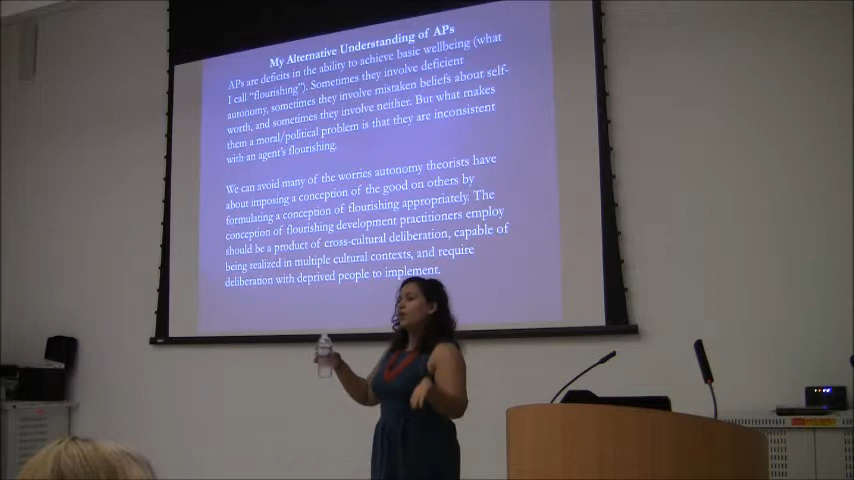 My Alternative Understanding of APs
APs are deficits in the ability to achieve basic wellbeing (what
I call "flourishing"). Sometimes they involve deficient
autonomy, sometimes they involve mistaken beliefs about self-
worth, and sometimes they involve neither. But what makes
them a moral/political problem is that they are inconsistent
with an agent's flourishing.
We can avoid many of the worries autonomy theorists have
about imposing a conception of the good on others by
formulating a conception of flourishing appropriately. The
conception of flourishing development practitioners employ
should be a product of cross-cultural deliberation, capable of
being realized in multiple cultural contexts, and require
deliberation with deprived people to implement.